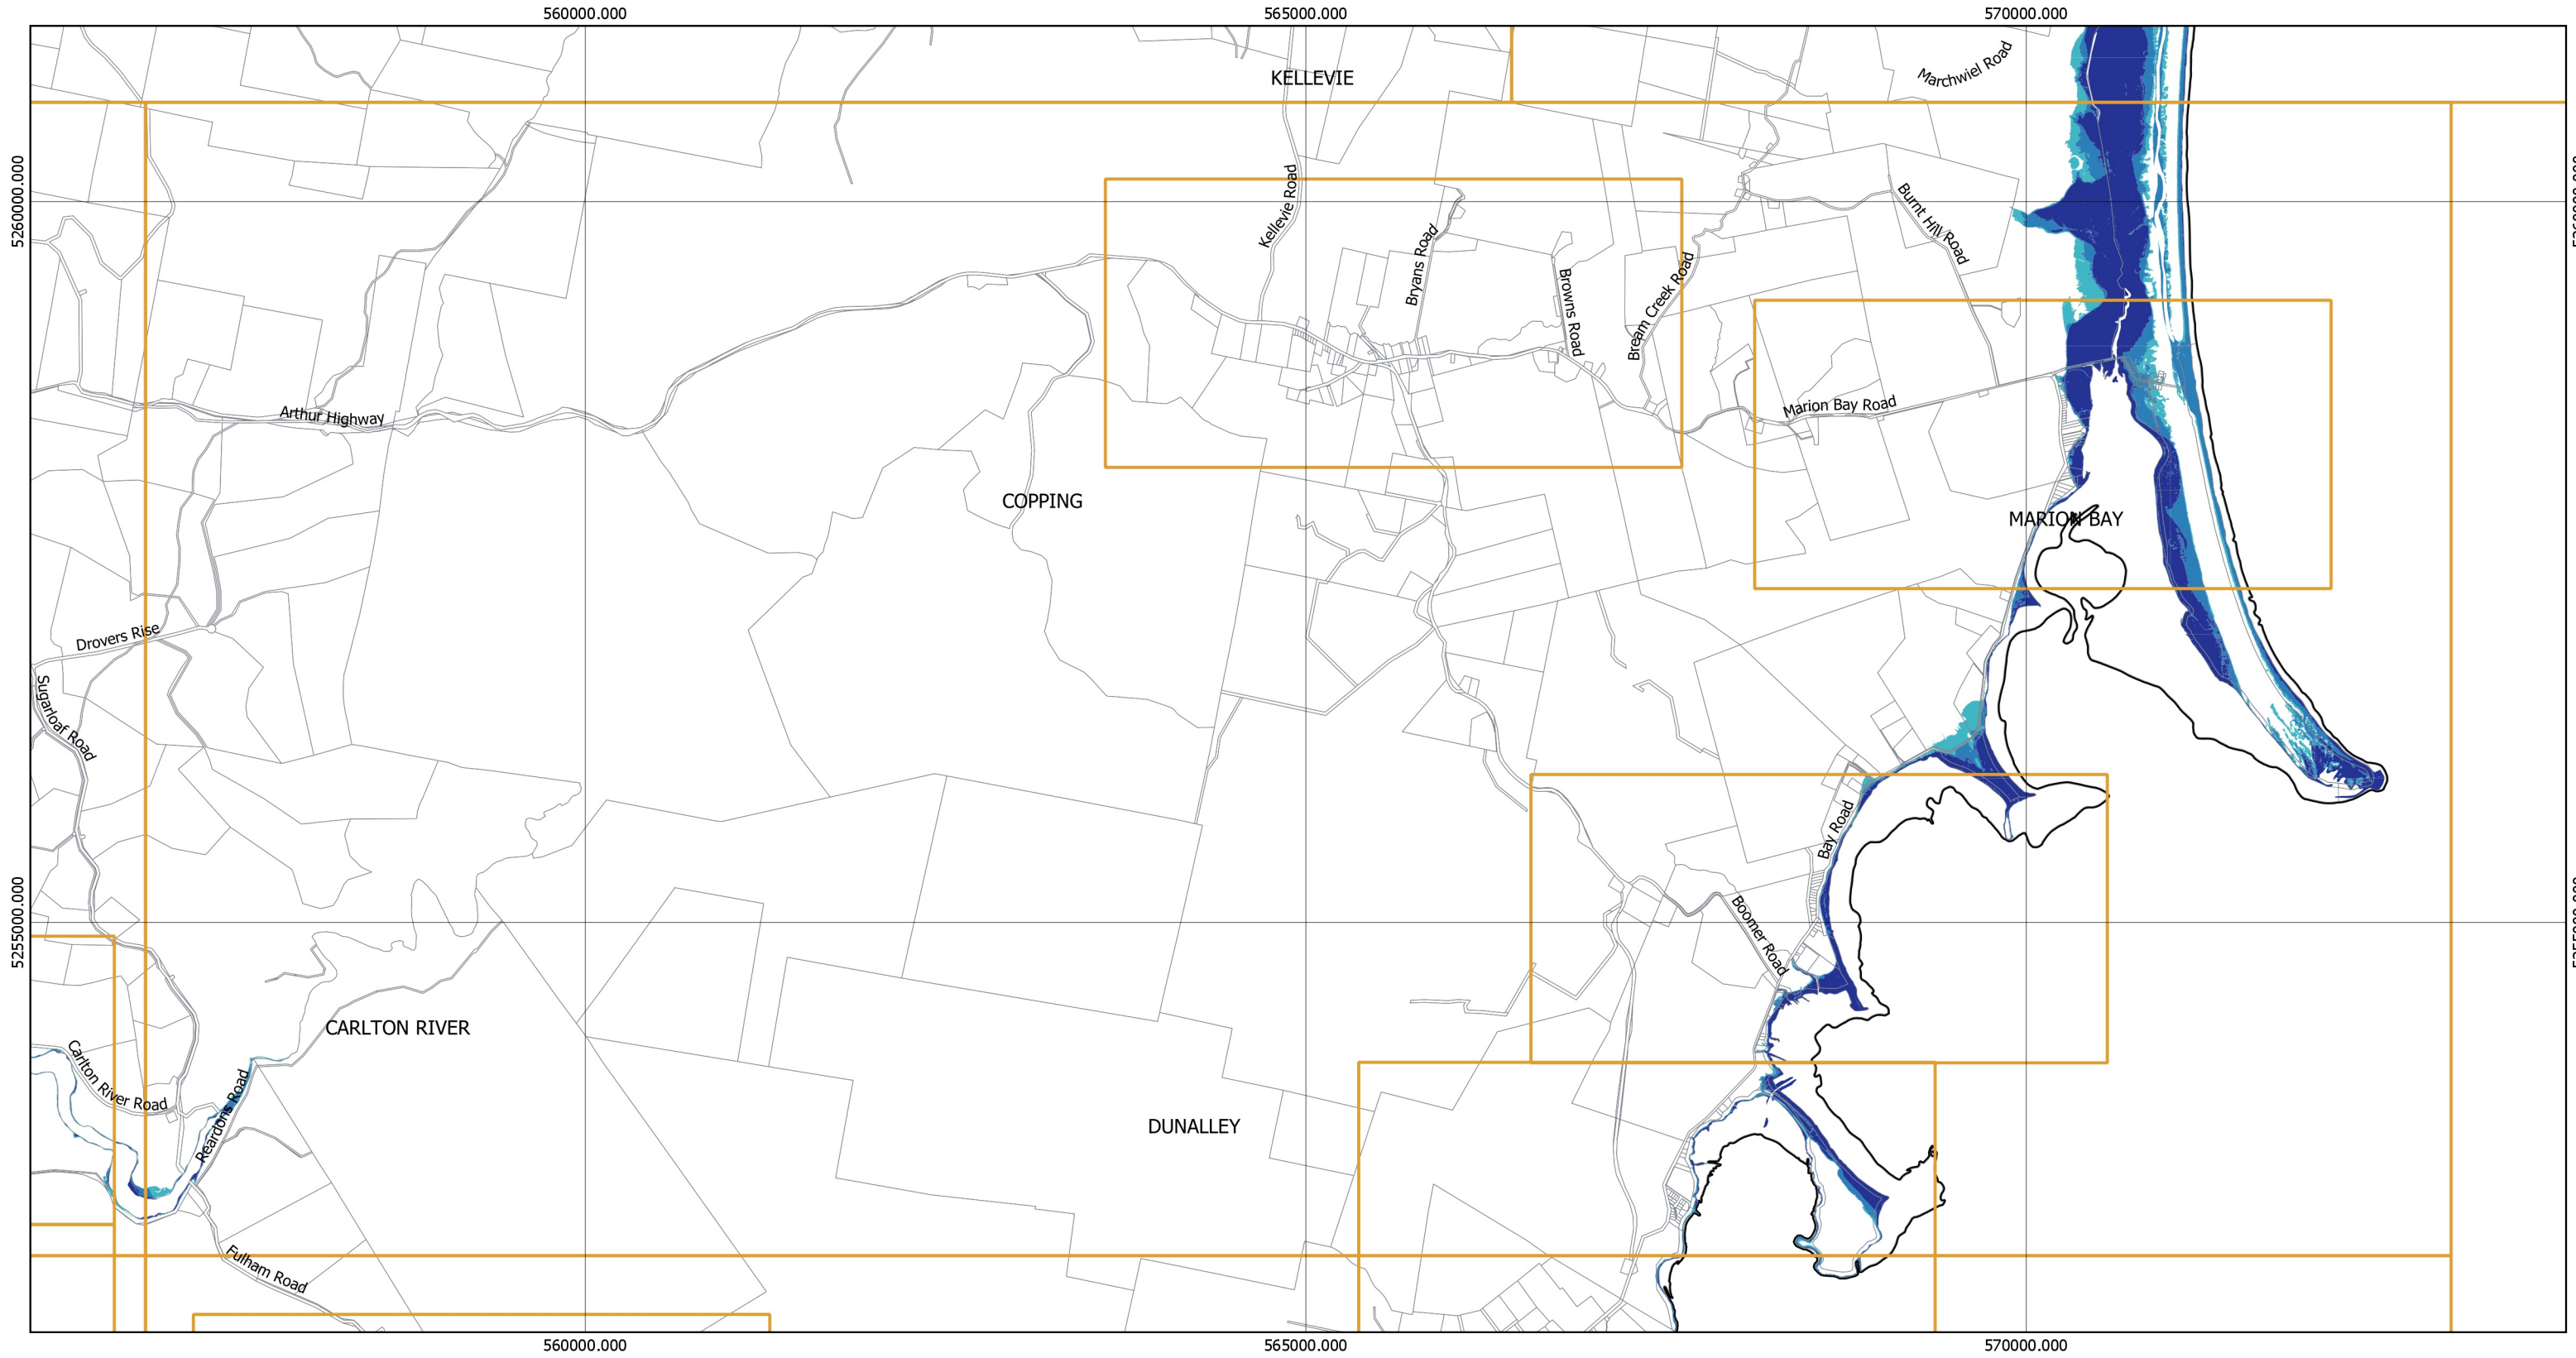 560000.000
565000.000
570000.000
KELLEVIE
Marchwiel Road
5260000.000
Kellevie Road
Bryans Road
Browns Road
Bream Creek Road
Burnt Hill Road
Arthur Highway
Marion Bay Road
COPPING
MARION BAY
Drovers Rise
Sugarloaf Road
Bay Road
Boomer Road
5255000.000
CARLTON RIVER
Carlton River Road
Reardons Road
DUNALLEY
Fulham Road
560000.000
565000.000
570000.000